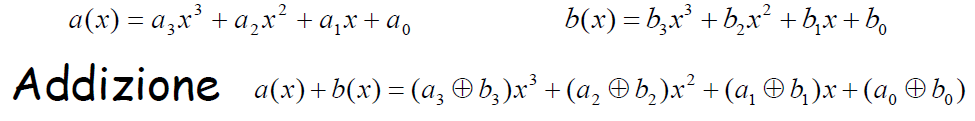 a(x) = a₃x³ + a₂x² + a₁x + a₀ b(x) = b₃x³ + b₂x² + b₁x + b₀
Addizione a(x) + b(x) = (a₃ ⊕ b₃)x³ + (a₂ ⊕ b₂)x² + (a₁ ⊕ b₁)x + (a₀ ⊕ b₀)